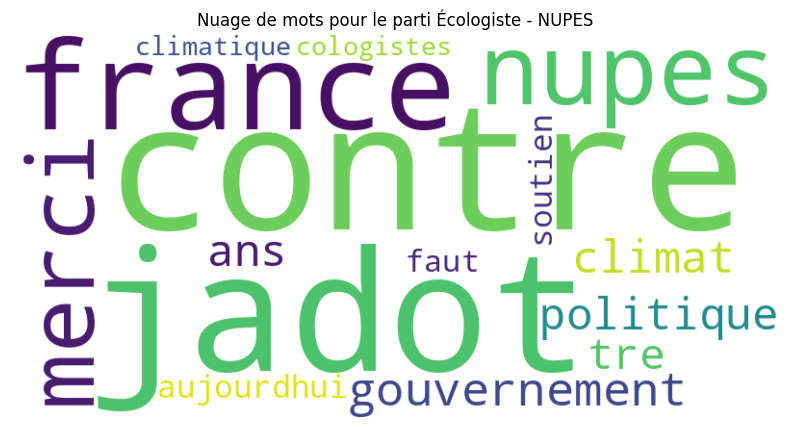 Nuage de mots pour le parti Écologiste - NUPES
climatique cologistes
france
nupes
contre
merci
soutien
ans
faut
climat
jadot
politique
tre
aujourdhui
gouvernement